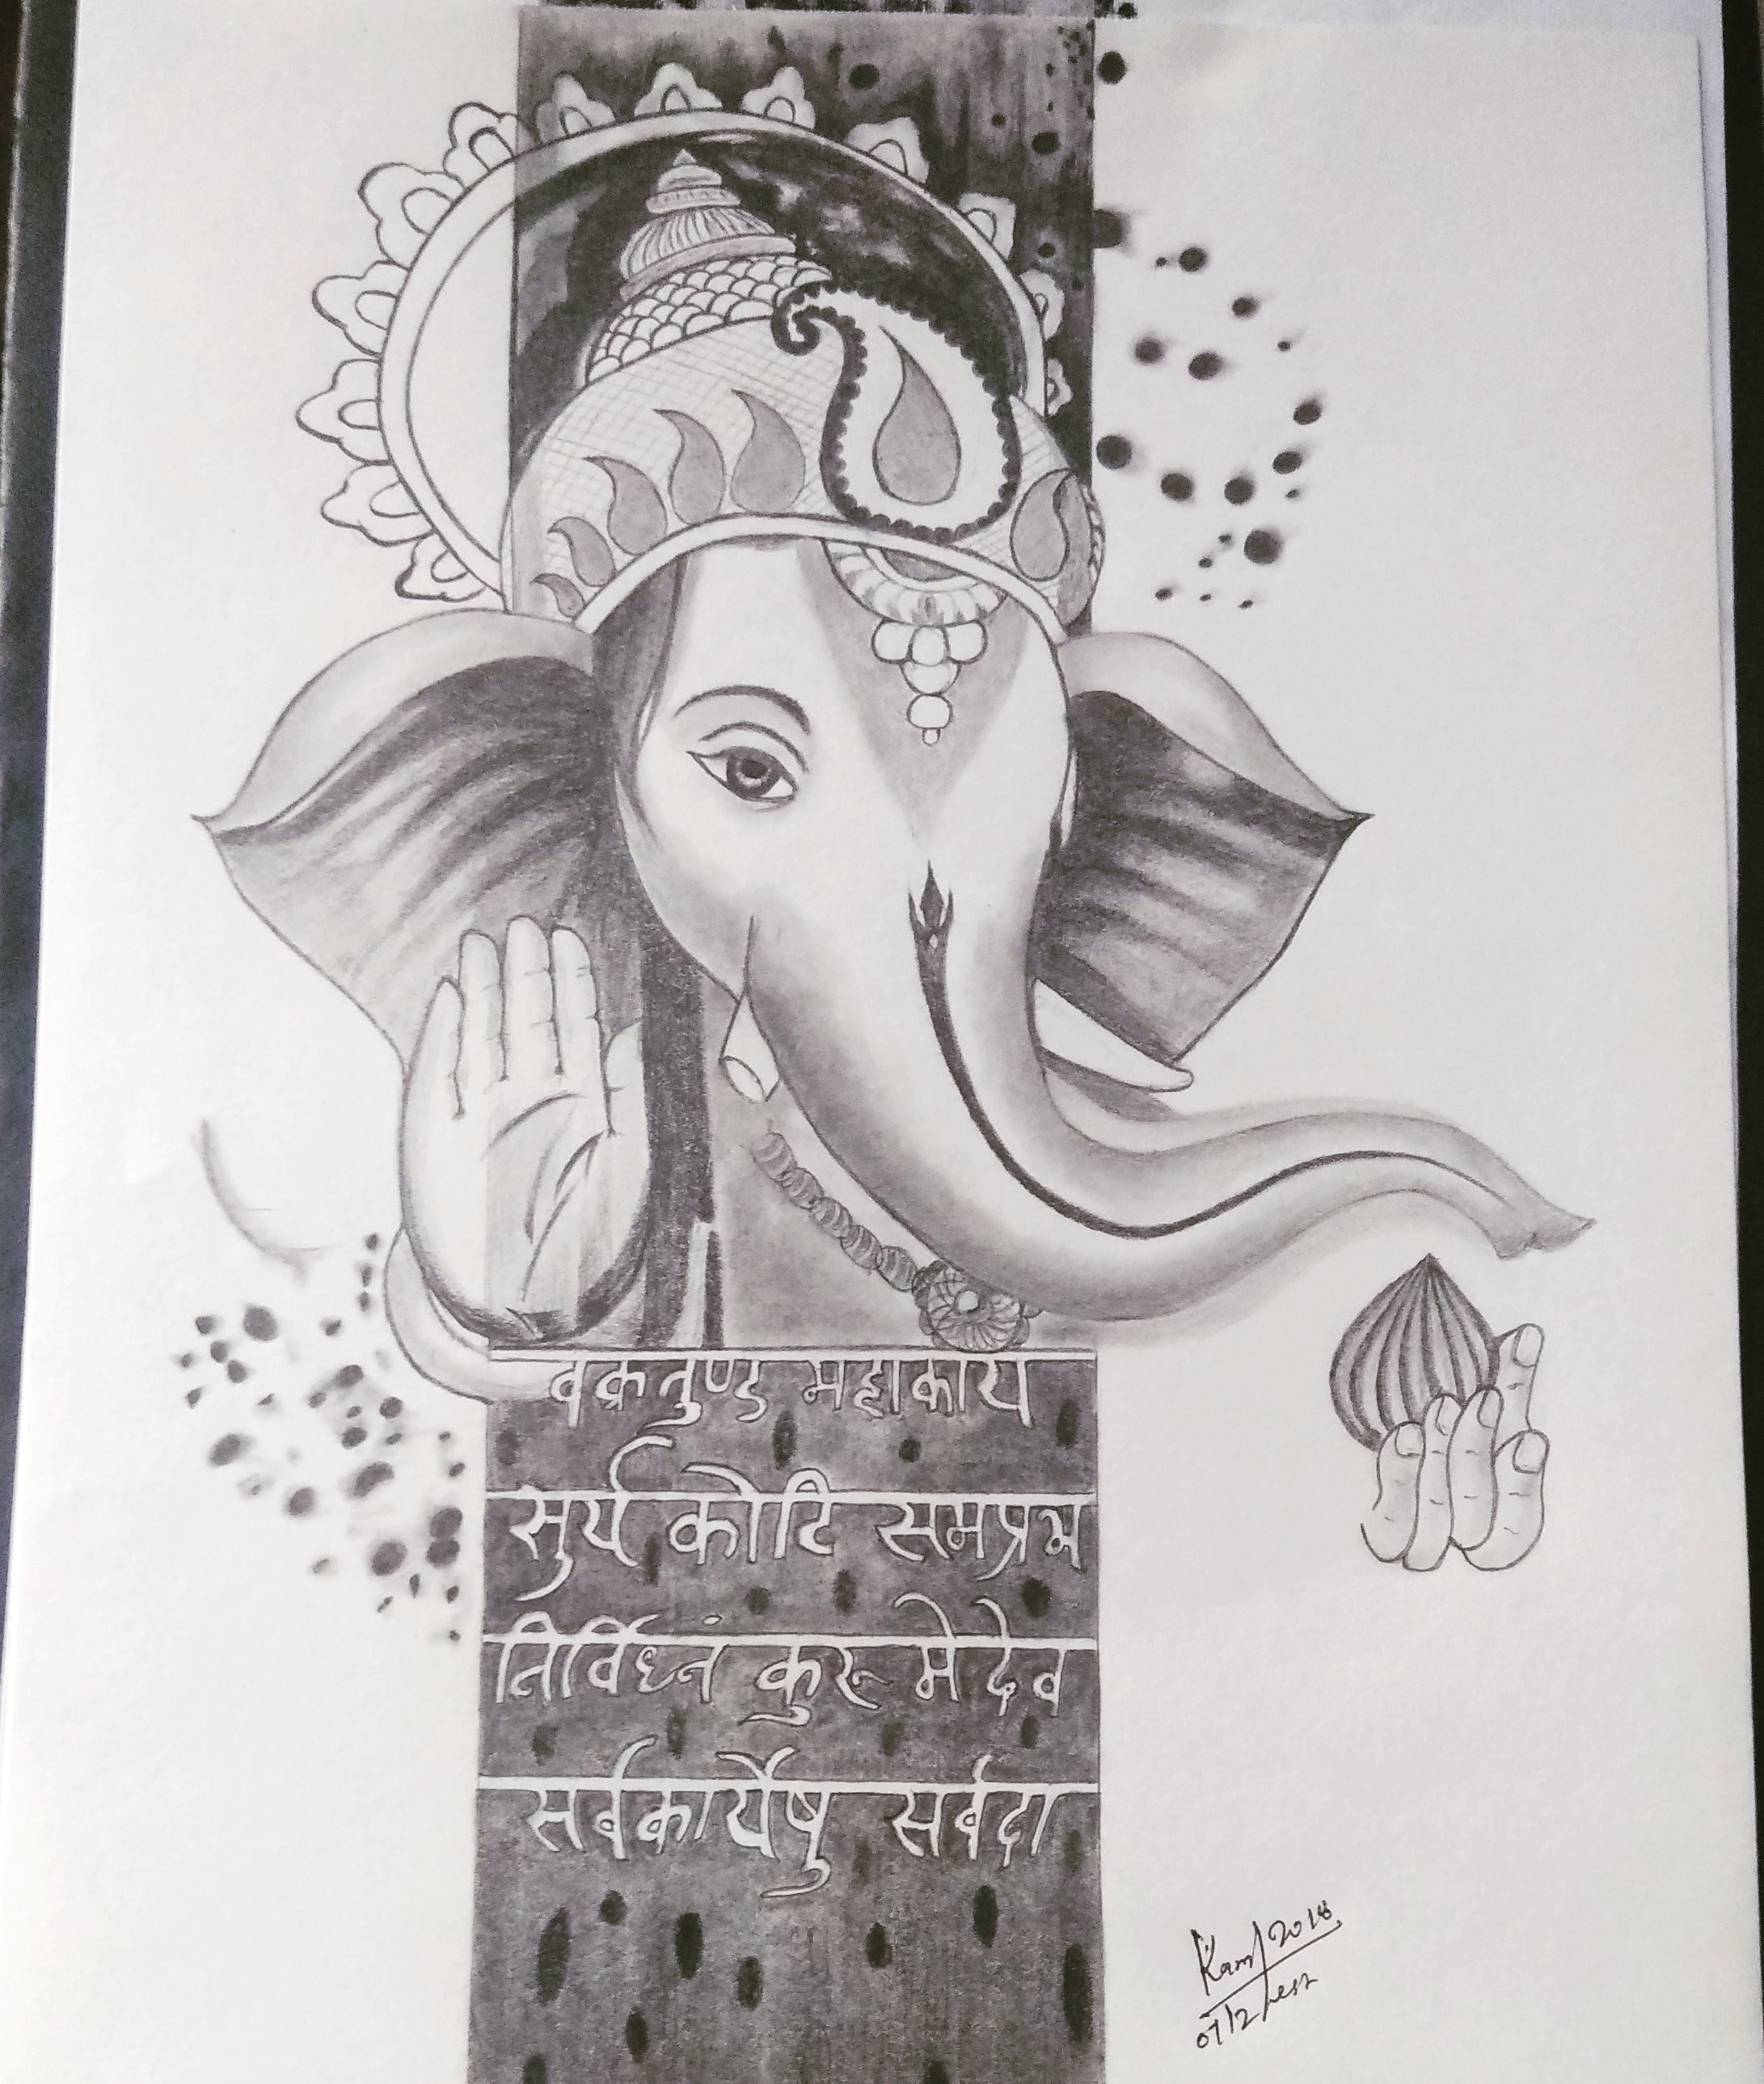 वक्रतुण्ड महाकाय
सुर्य कोटि समप्रभ
निर्विध्नं कुरू मे देव
सर्वकार्येषु सर्वदा
2018
07/12